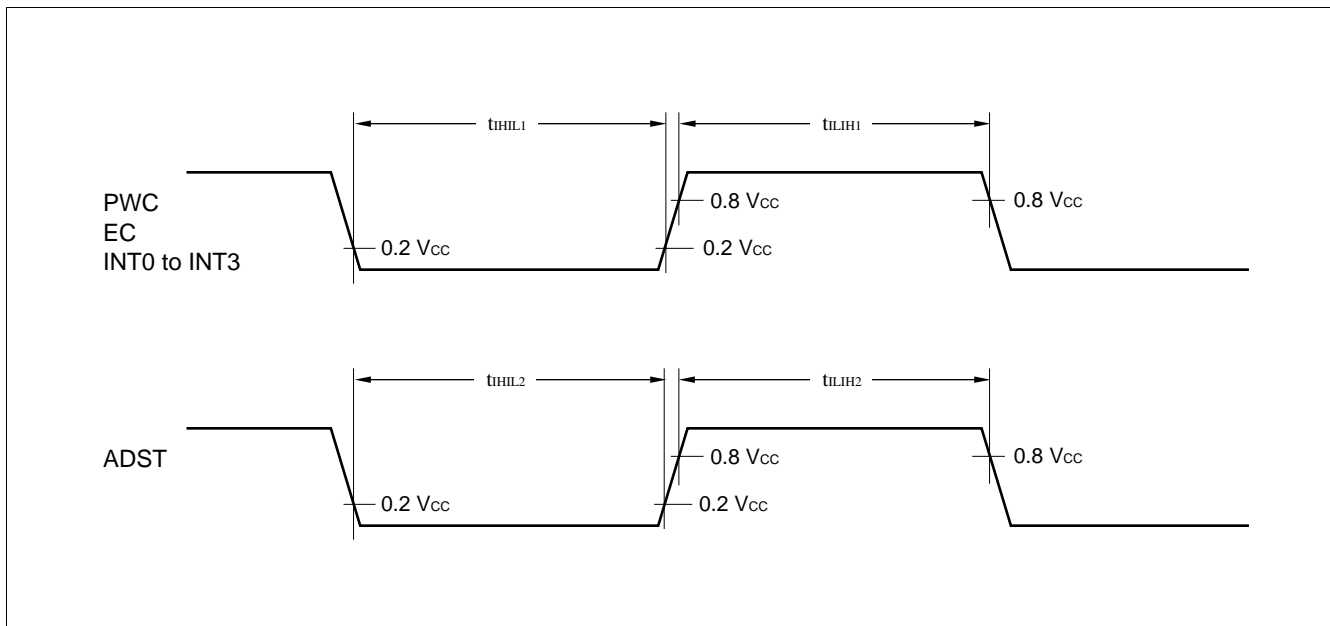 tIHIL1 tILIH1
PWC 0.8 VCC 0.8 VCC
EC
0.2 VCC 0.2 VCC
INT0 to INT3
tIHIL2 tILIH2
ADST 0.8 VCC 0.8 VCC
0.2 VCC 0.2 VCC